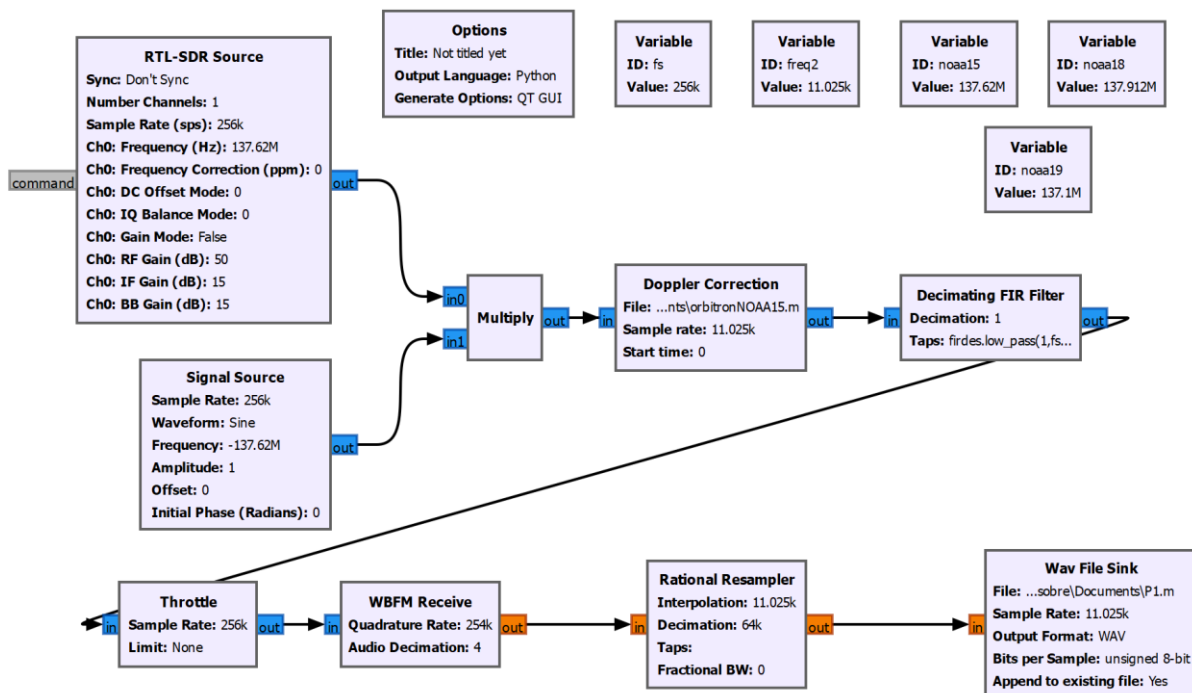 RTL-SDR Source
Sync: Don't Sync
Number Channels: 1
Sample Rate (sps): 256k
Ch0: Frequency (Hz): 137.62M
Ch0: Frequency Correction (ppm): 0
Ch0: DC Offset Mode: 0
Ch0: IQ Balance Mode: 0
Ch0: Gain Mode: False
Ch0: RF Gain (dB): 50
Ch0: IF Gain (dB): 15
Ch0: BB Gain (dB): 15
command
out
Options
Title: Not titled yet
Output Language: Python
Generate Options: QT GUI
Variable
ID: fs
Value: 256k
Variable
ID: freq2
Value: 11.025k
Variable
ID: noaa15
Value: 137.62M
Variable
ID: noaa18
Value: 137.912M
Variable
ID: noaa19
Value: 137.1M
Signal Source
Sample Rate: 256k
Waveform: Sine
Frequency: -137.62M
Amplitude: 1
Offset: 0
Initial Phase (Radians): 0
out
in0
in1
Multiply
out
in
Doppler Correction
File: ...nts\orbitronNOAA15.m
Sample rate: 11.025k
Start time: 0
out
in
Decimating FIR Filter
Decimation: 1
Taps: firdes.low_pass(1,fs...
out
in
Throttle
Sample Rate: 256k
Limit: None
out
in
WBFM Receive
Quadrature Rate: 254k
Audio Decimation: 4
out
in
Rational Resampler
Interpolation: 11.025k
Decimation: 64k
Taps:
Fractional BW: 0
out
in
Wav File Sink
File: ...sobre\Documents\P1.m
Sample Rate: 11.025k
Output Format: WAV
Bits per Sample: unsigned 8-bit
Append to existing file: Yes